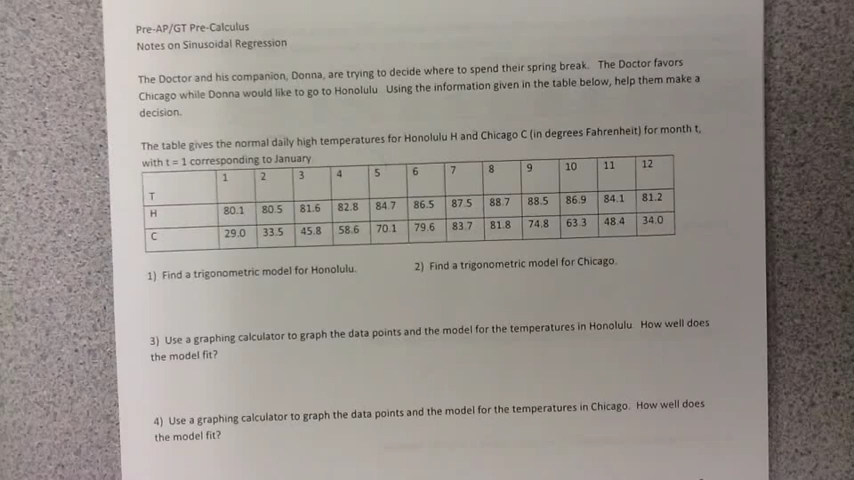 Pre-AP/GT Pre-Calculus
Notes on Sinusoidal Regression
The Doctor and his companion, Donna, are trying to decide where to spend their spring break. The Doctor favors
Chicago while Donna would like to go to Honolulu Using the information given in the table below, help them make a
decision.
The table gives the normal daily high temperatures for Honolulu H and Chicago C (in degrees Fahrenheit) for month t,
with t = 1 corresponding to January
T 1 2 3 4 5 6 7 8 9 10 11 12
H 80.1 80.5 81.6 82.8 84.7 86.5 87.5 88.7 88.5 86.9 84.1 81.2
C 29.0 33.5 45.8 58.6 70.1 79.6 83.7 81.8 74.8 63.3 48.4 34.0
1) Find a trigonometric model for Honolulu. 2) Find a trigonometric model for Chicago.
3) Use a graphing calculator to graph the data points and the model for the temperatures in Honolulu How well does
the model fit?
4) Use a graphing calculator to graph the data points and the model for the temperatures in Chicago. How well does
the model fit?